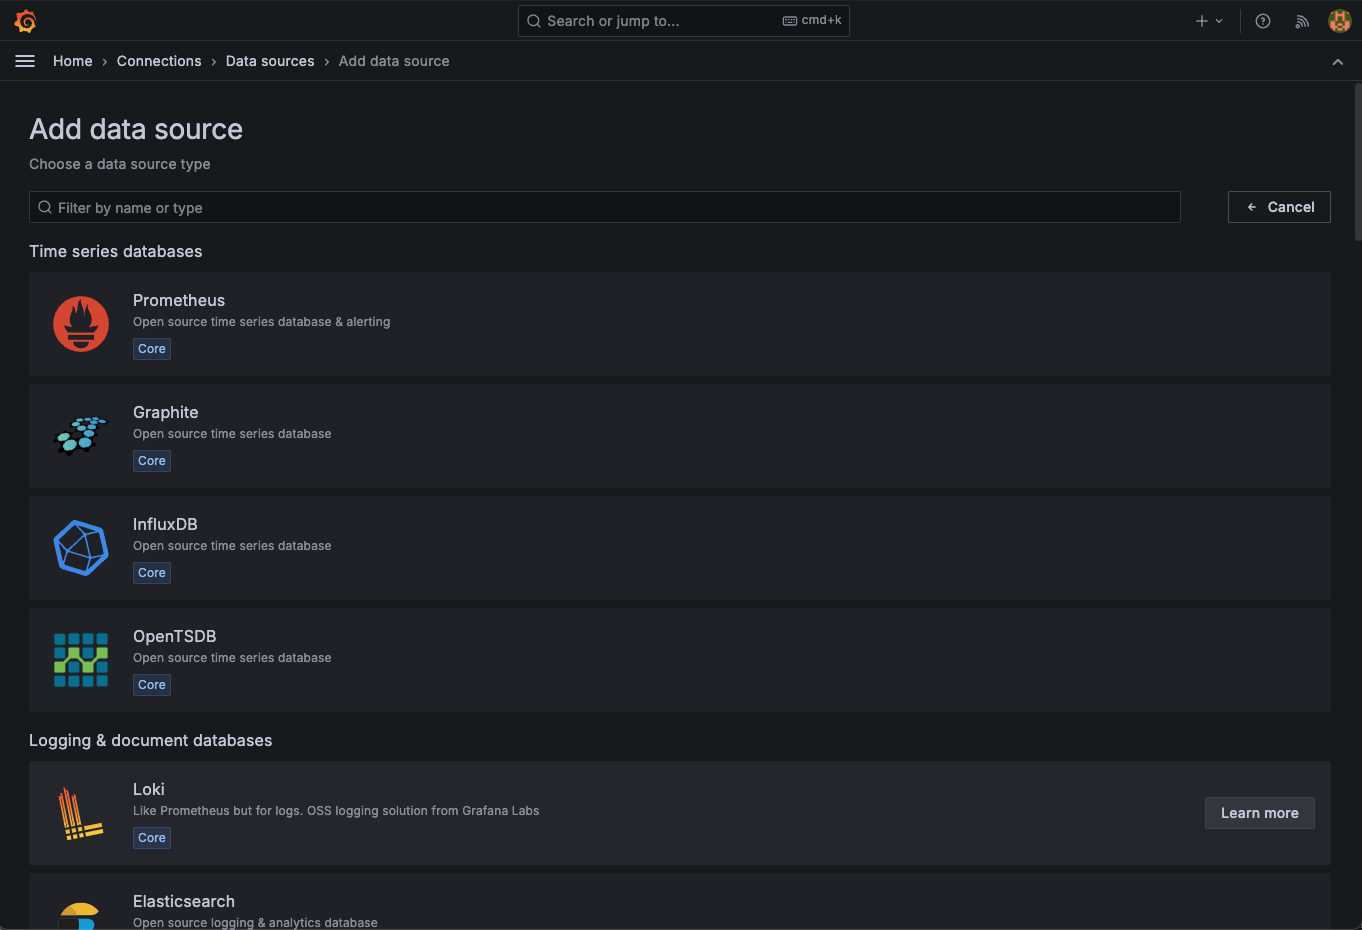 Search or jump to...
cmd+k
Home › Connections › Data sources › Add data source
Add data source
Choose a data source type
Filter by name or type
Cancel
Time series databases
Prometheus
Open source time series database & alerting
Core
Graphite
Open source time series database
Core
InfluxDB
Open source time series database
Core
OpenTSDB
Open source time series database
Core
Logging & document databases
Loki
Like Prometheus but for logs. OSS logging solution from Grafana Labs
Core
Learn more
Elasticsearch
Open source logging & analytics database